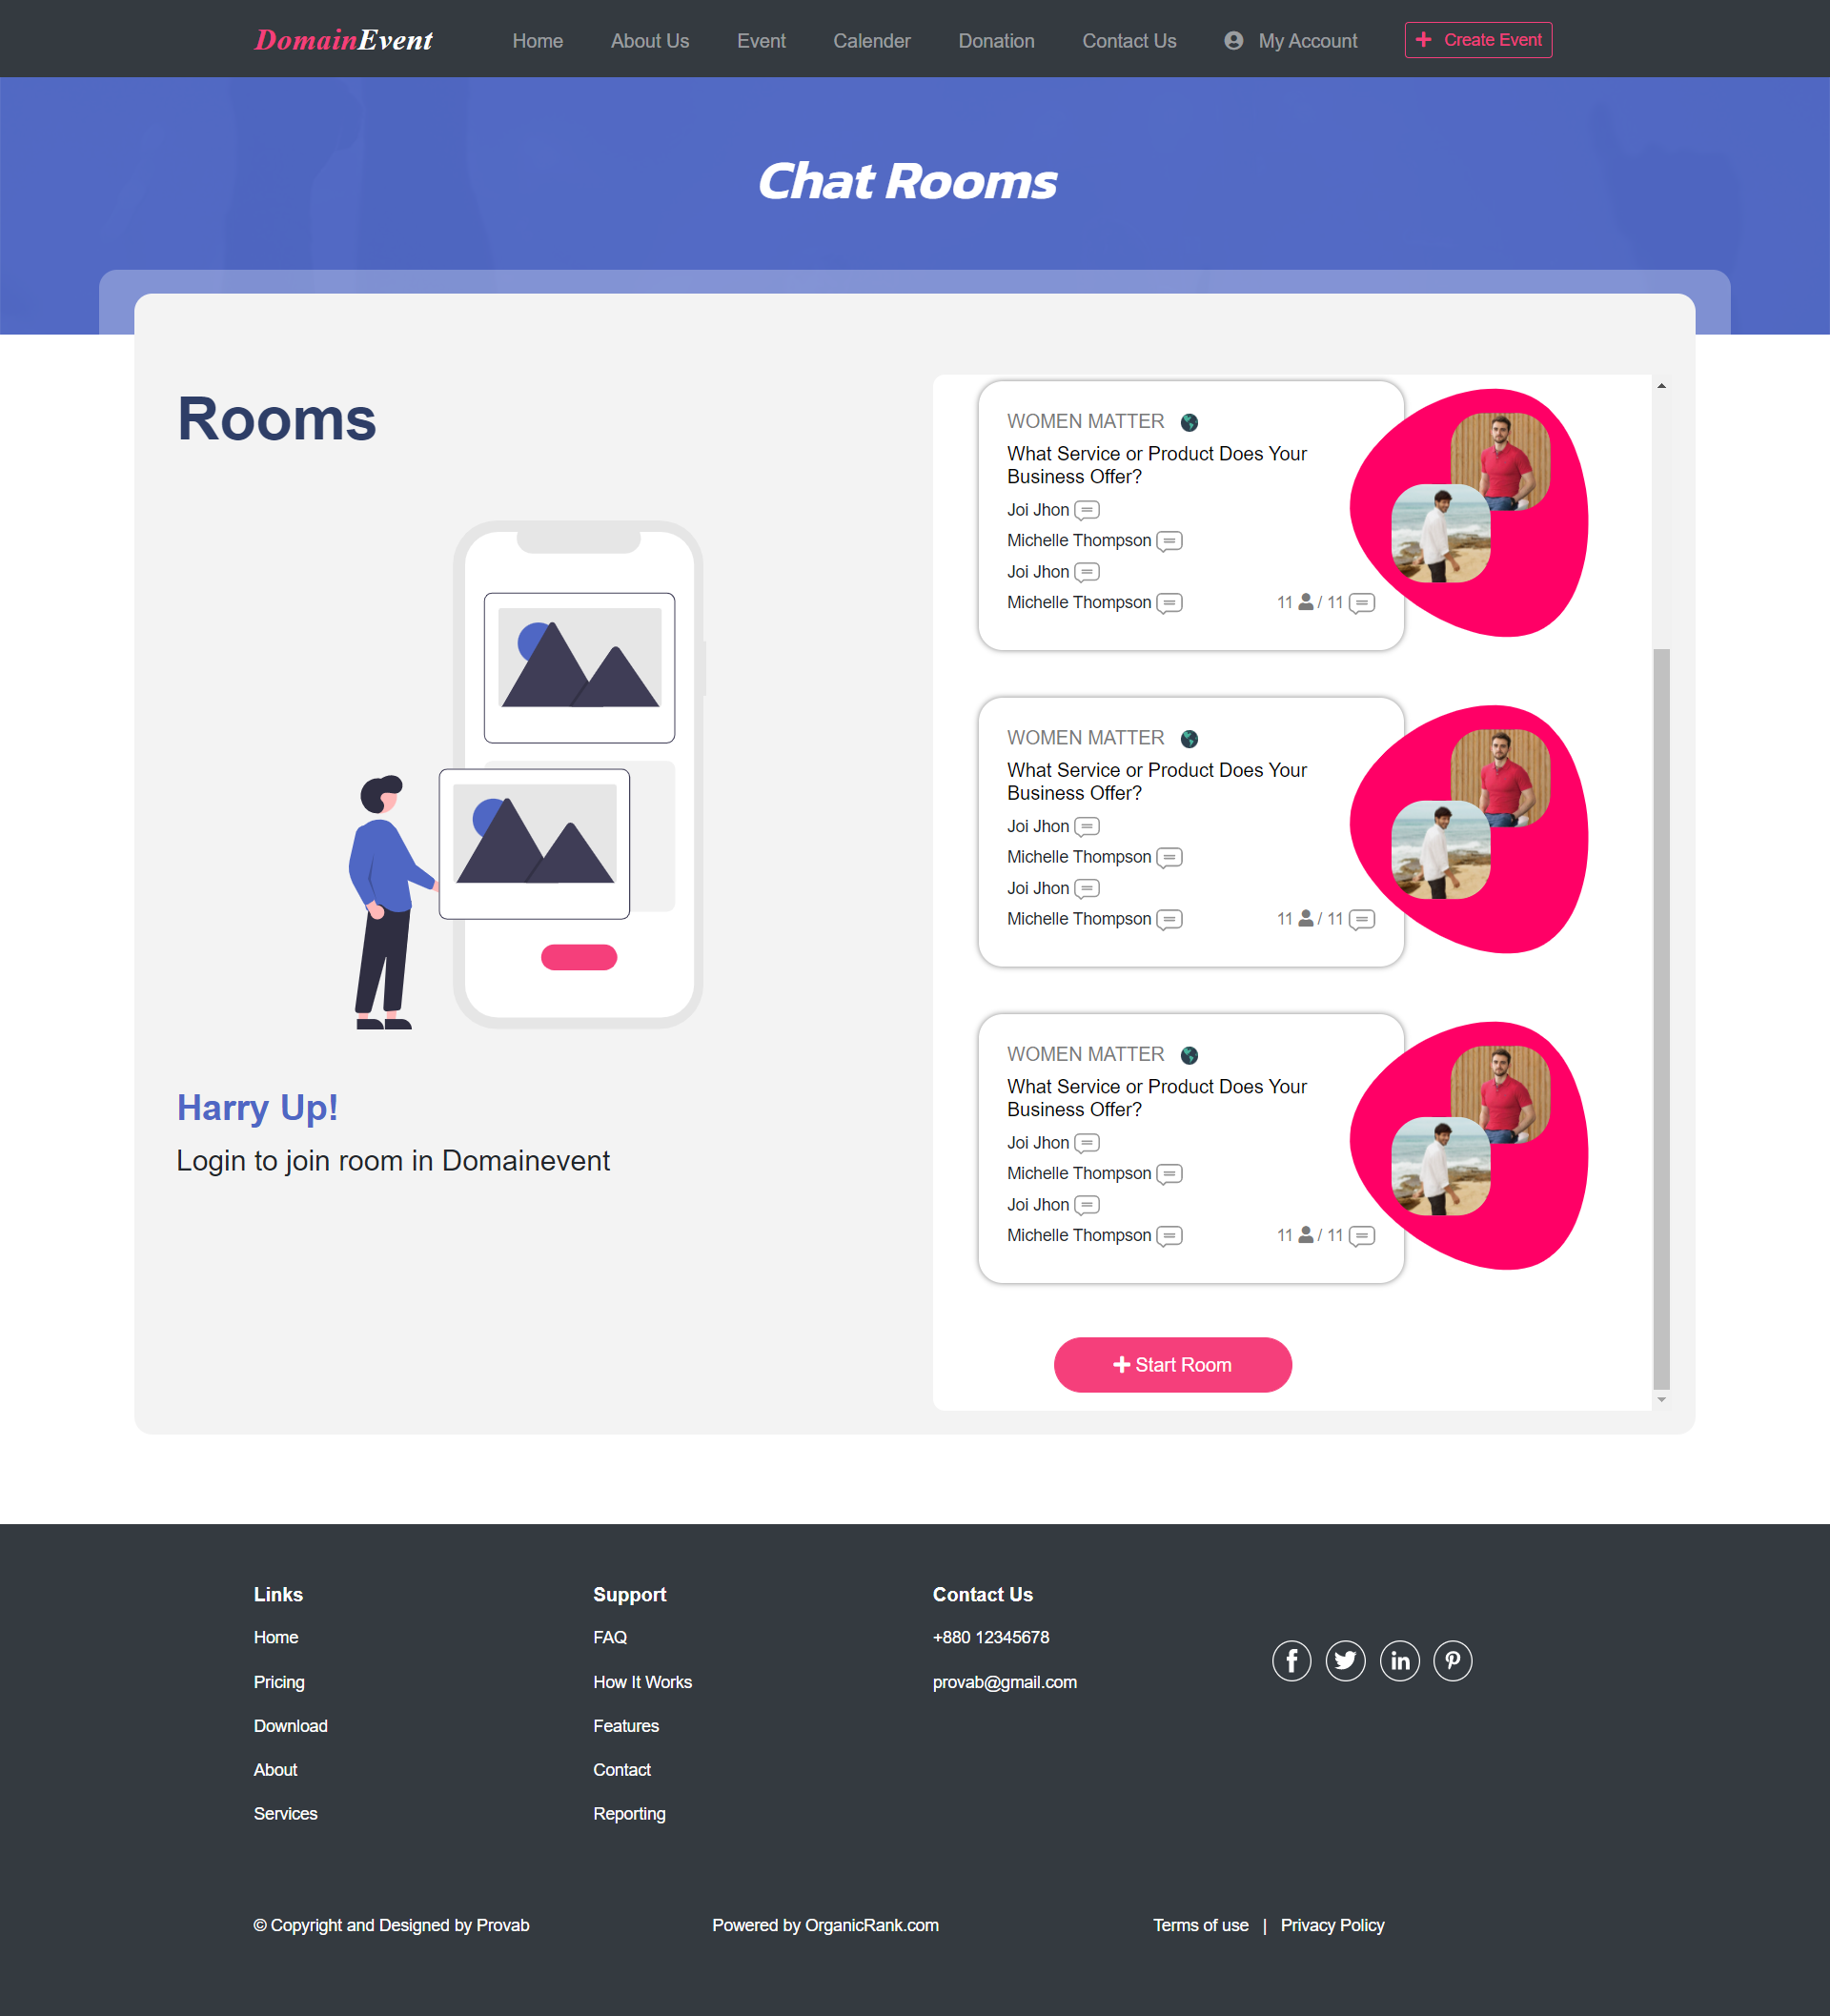 DomainEvent
Home
About Us
Event
Calender
Donation
Contact Us
My Account
Create Event
Chat Rooms
Rooms
Harry Up!
Login to join room in Domainevent
WOMEN MATTER
What Service or Product Does Your
Business Offer?
Joi Jhon
Michelle Thompson
Joi Jhon
Michelle Thompson
11 / 11
WOMEN MATTER
What Service or Product Does Your
Business Offer?
Joi Jhon
Michelle Thompson
Joi Jhon
Michelle Thompson
11 / 11
WOMEN MATTER
What Service or Product Does Your
Business Offer?
Joi Jhon
Michelle Thompson
Joi Jhon
Michelle Thompson
11 / 11
Start Room
Links
Home
Pricing
Download
About
Services
Support
FAQ
How It Works
Features
Contact
Reporting
Contact Us
+880 12345678
provab@gmail.com
© Copyright and Designed by Provab
Powered by OrganicRank.com
Terms of use | Privacy Policy